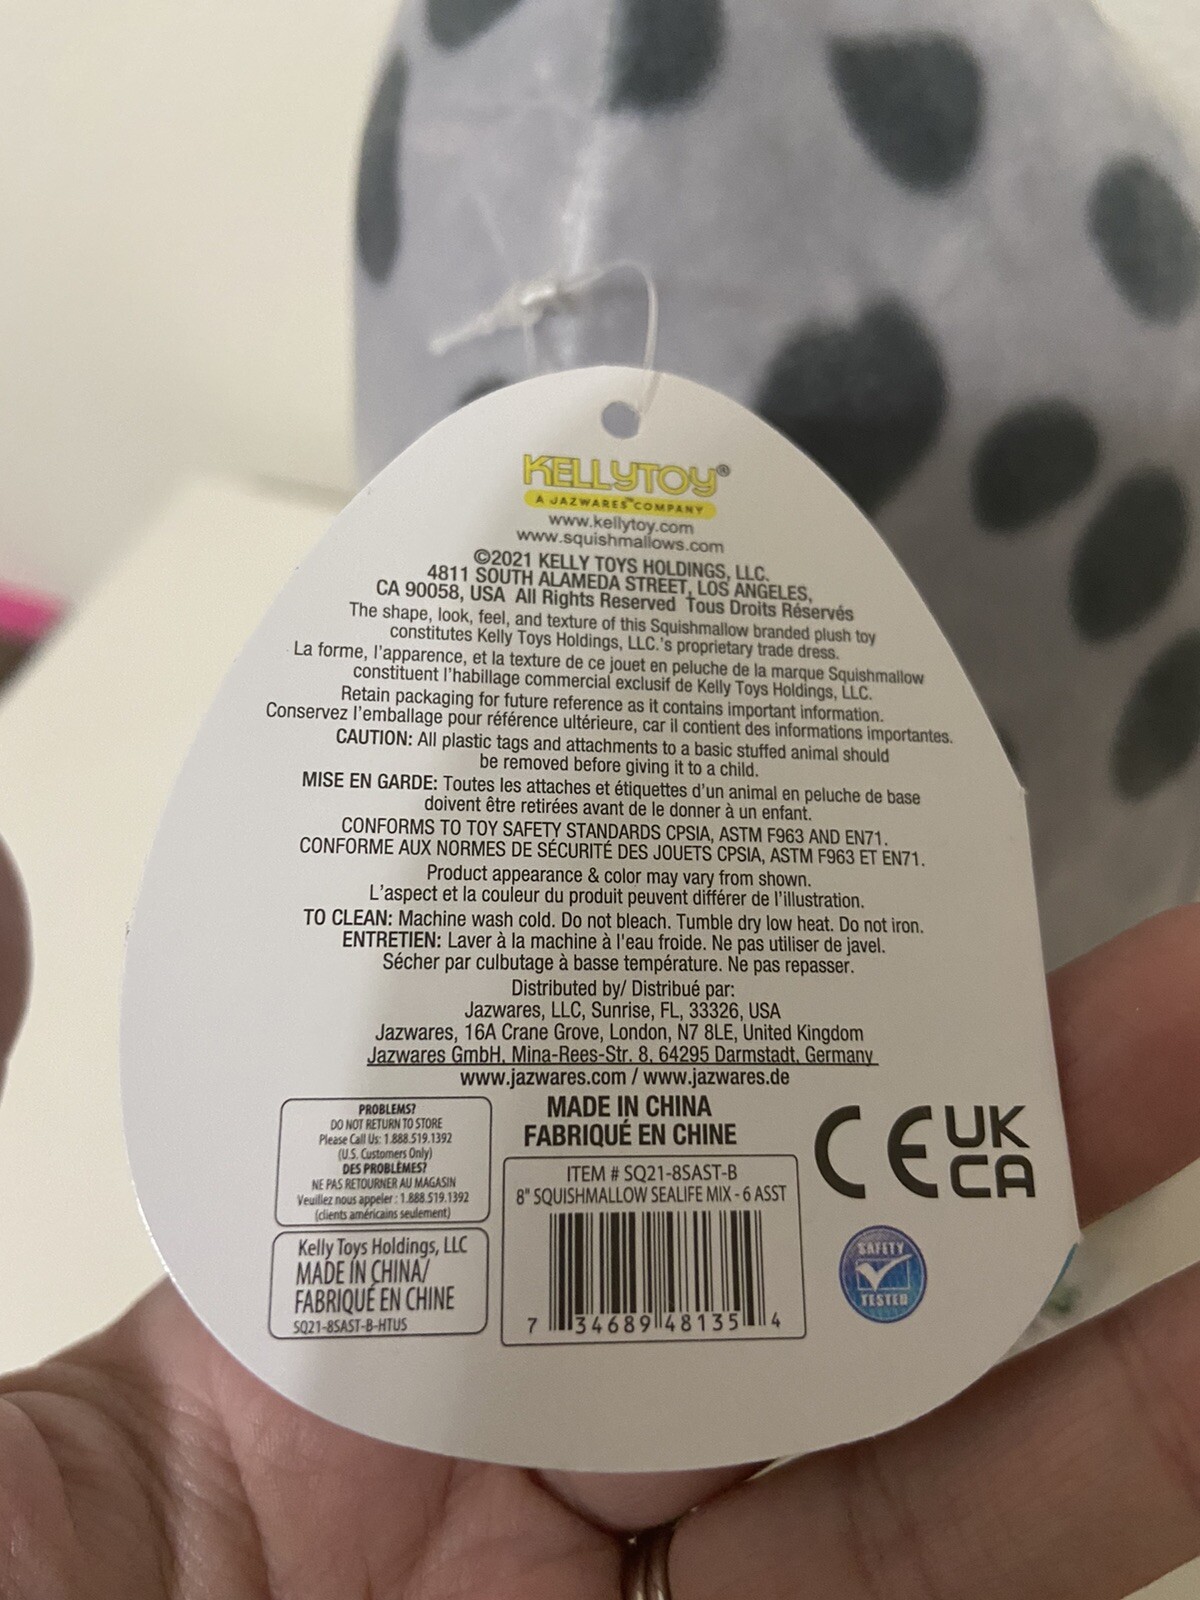 KELLYTOY®
A JAZWARES™ COMPANY
www.kellytoy.com
www.squishmallows.com
©2021 KELLY TOYS HOLDINGS, LLC.
4811 SOUTH ALAMEDA STREET, LOS ANGELES,
CA 90058, USA All Rights Reserved Tous Droits Réservés
The shape, look, feel, and texture of this Squishmallow branded plush toy
constitutes Kelly Toys Holdings, LLC.'s proprietary trade dress.
La forme, l'apparence, et la texture de ce jouet en peluche de la marque Squishmallow
constituent l'habillage commercial exclusif de Kelly Toys Holdings, LLC.
Retain packaging for future reference as it contains important information.
Conservez l'emballage pour référence ultérieure, car il contient des informations importantes.
CAUTION: All plastic tags and attachments to a basic stuffed animal should
be removed before giving it to a child.
MISE EN GARDE: Toutes les attaches et étiquettes d'un animal en peluche de base
doivent être retirées avant de le donner à un enfant.
CONFORMS TO TOY SAFETY STANDARDS CPSIA, ASTM F963 AND EN71.
CONFORME AUX NORMES DE SÉCURITÉ DES JOUETS CPSIA, ASTM F963 ET EN71.
Product appearance & color may vary from shown.
L'aspect et la couleur du produit peuvent différer de l'illustration.
TO CLEAN: Machine wash cold. Do not bleach. Tumble dry low heat. Do not iron.
ENTRETIEN: Laver à la machine à l'eau froide. Ne pas utiliser de javel.
Sécher par culbutage à basse température. Ne pas repasser.
Distributed by/ Distribué par:
Jazwares, LLC, Sunrise, FL, 33326, USA
Jazwares, 16A Crane Grove, London, N7 8LE, United Kingdom
Jazwares GmbH, Mina-Rees-Str. 8, 64295 Darmstadt, Germany
www.jazwares.com / www.jazwares.de
PROBLEMS?
DO NOT RETURN TO STORE
Please Call Us: 1.888.519.1392
(U.S. Customers Only)
DES PROBLÈMES?
NE PAS RETOURNER AU MAGASIN
Veuillez nous appeler : 1.888.519.1392
(clients américains seulement)
Kelly Toys Holdings, LLC
MADE IN CHINA/
FABRIQUÉ EN CHINE
SQ21-8SAST-B-HTUS
MADE IN CHINA
FABRIQUÉ EN CHINE
ITEM # SQ21-8SAST-B
8" SQUISHMALLOW SEALIFE MIX - 6 ASST
7 34689 48135 4
CE
UK
CA
SAFETY
TESTED